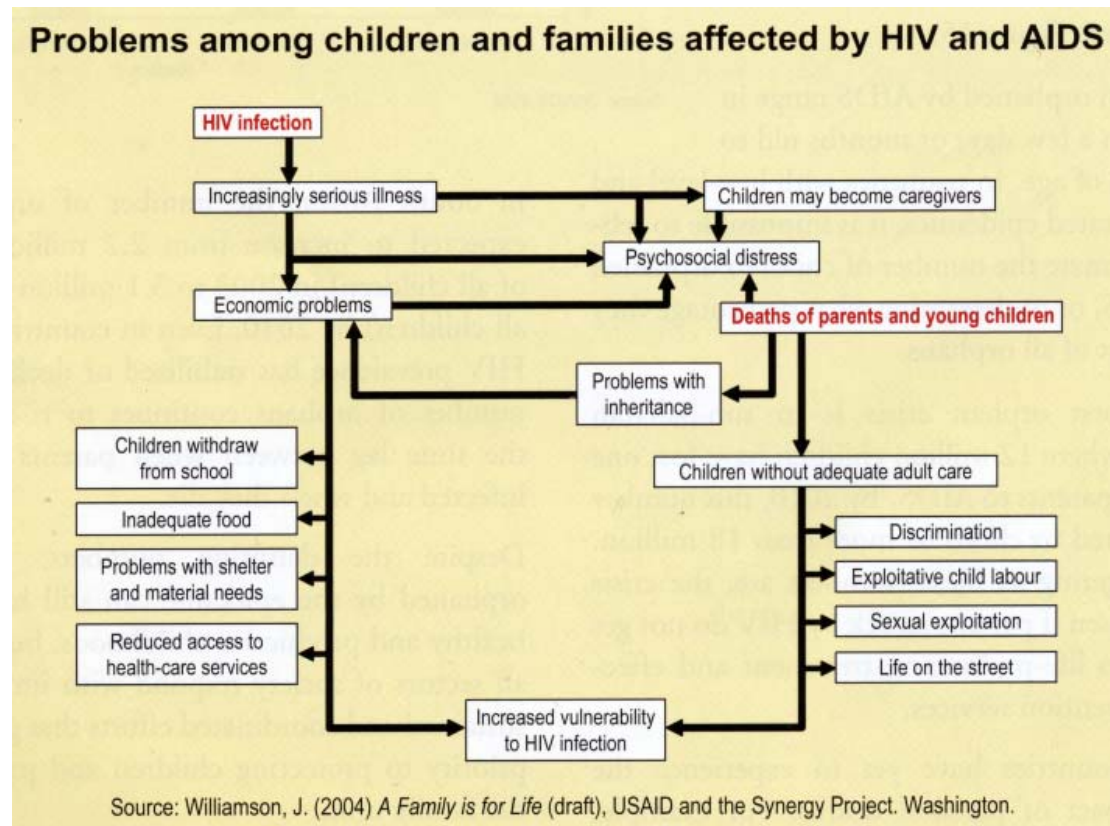 Problems among children and families affected by HIV and AIDS
HIV infection
Increasingly serious illness
Children may become caregivers
Psychosocial distress
Economic problems
Deaths of parents and young children
Problems with
inheritance
Children withdraw
from school
Children without adequate adult care
Inadequate food
Discrimination
Problems with shelter
and material needs
Exploitative child labour
Sexual exploitation
Reduced access to
health-care services
Life on the street
Increased vulnerability
to HIV infection
Source: Williamson, J. (2004) A Family is for Life (draft), USAID and the Synergy Project. Washington.